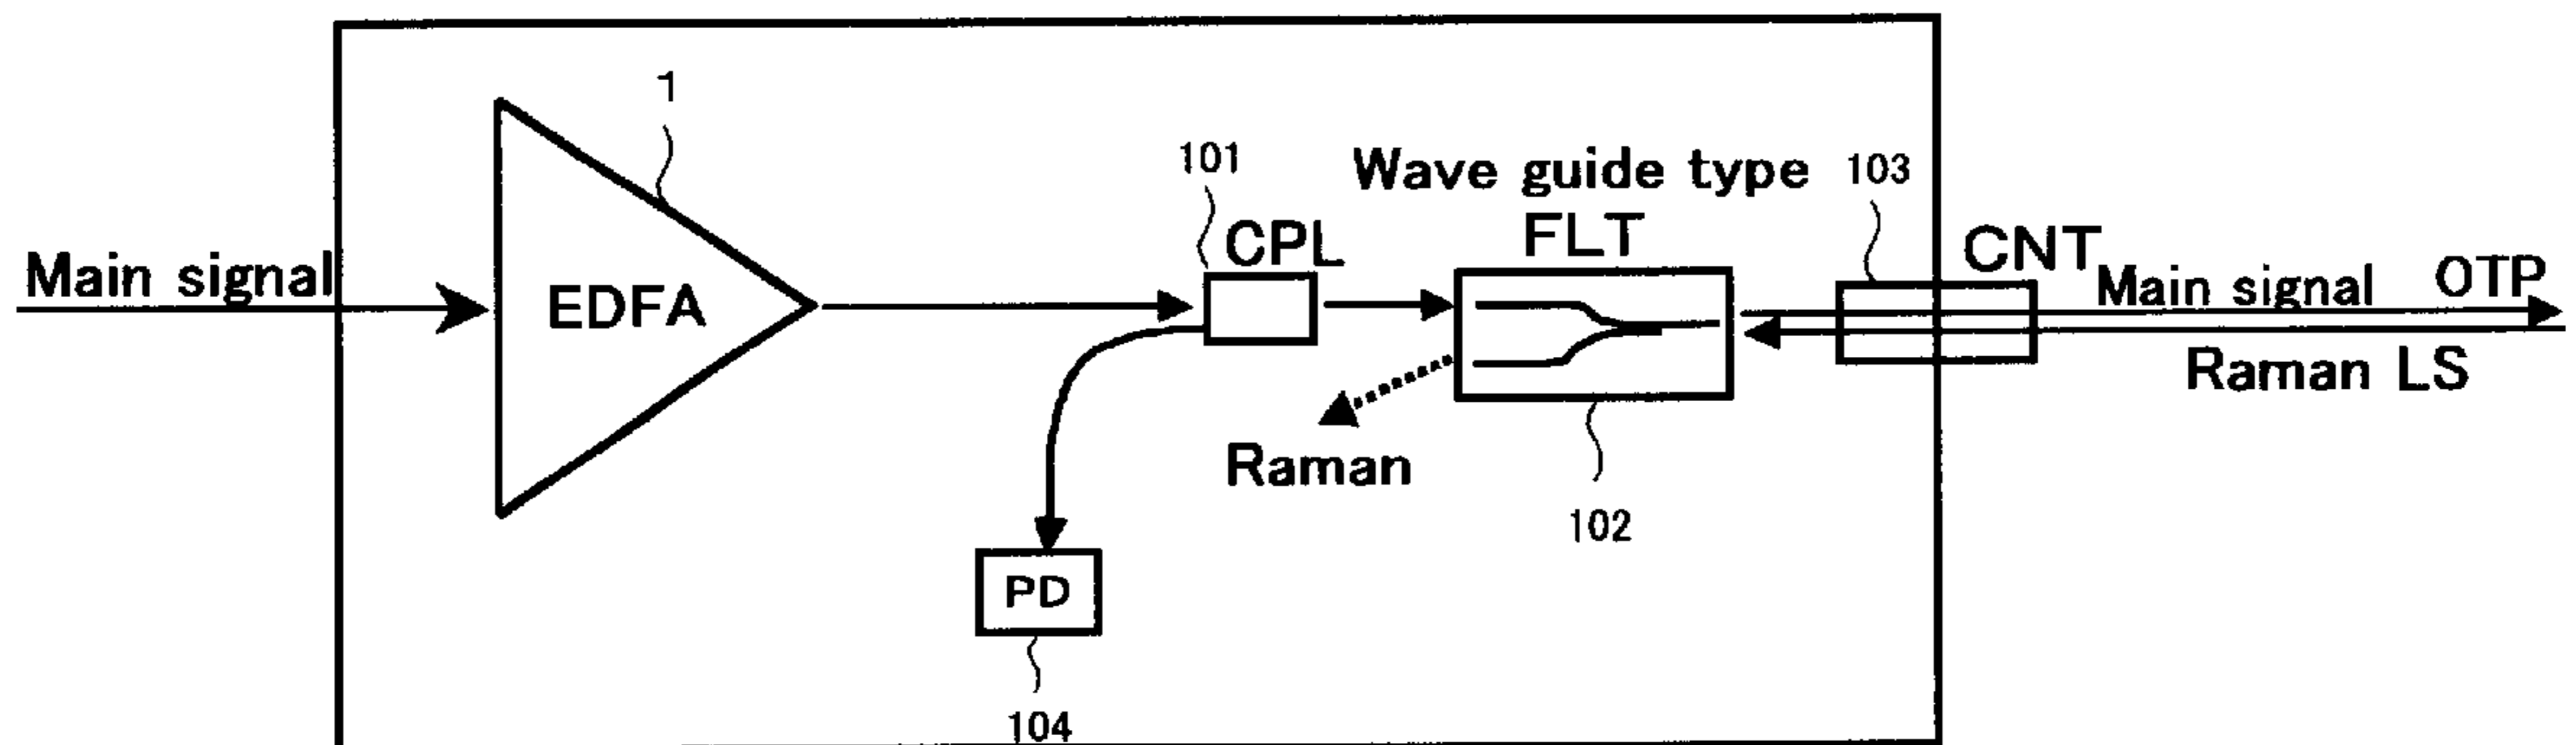 1
101
Wave guide type
103
FLT
CPL
CNT
Main signal
EDFA
Main signal
OTP
Raman LS
Raman
102
PD
104